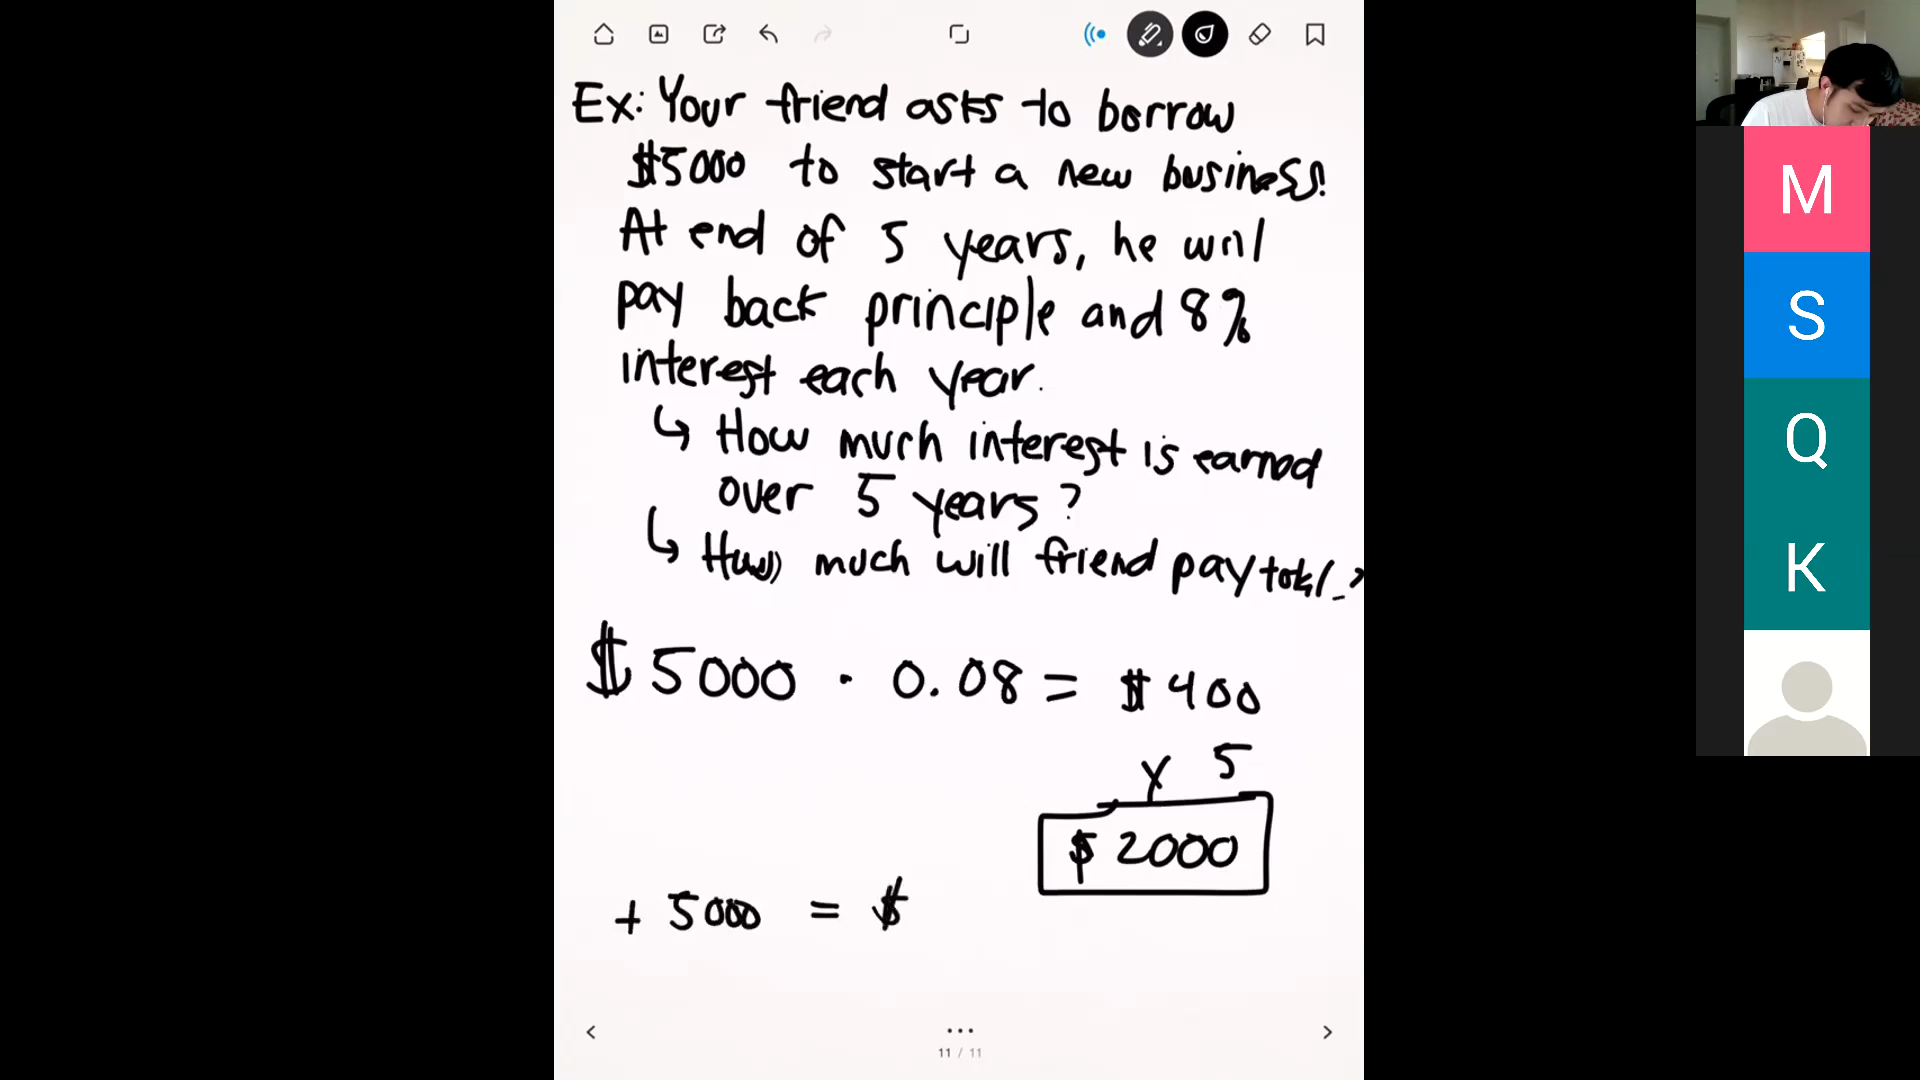 Ex: Your friend asks to borrow
$5000 to start a new business.
At end of 5 years, he will
pay back principle and 8%
interest each year.
↳ How much interest is earned
over 5 years?
↳ How much will friend pay total?
$5000 · 0.08 = $400
x 5
$2000
+ 5000 = $
11 / 11
M
S
Q
K